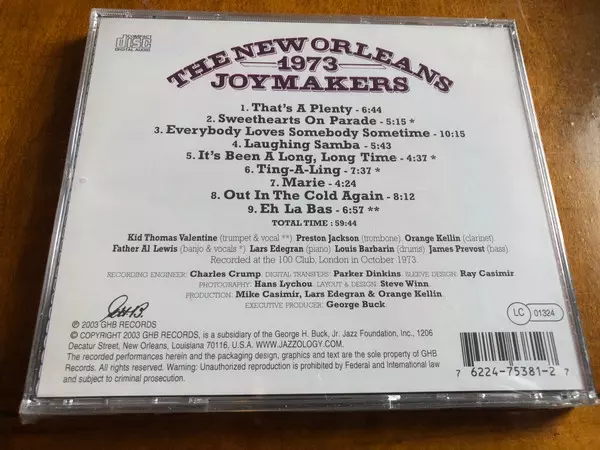 COMPACT
disc
DIGITAL AUDIO
THE NEW ORLEANS
1973
JOYMAKERS
1. That's A Plenty - 6:44
2. Sweethearts On Parade - 5:15 *
3. Everybody Loves Somebody Sometime - 10:15
4. Laughing Samba - 5:43
5. It's Been A Long, Long Time - 4:37 *
6. Ting-A-Ling - 7:37 *
7. Marie - 4:24
8. Out In The Cold Again - 8:12
9. Eh La Bas - 6:57 **
TOTAL TIME : 59:44
Kid Thomas Valentine (trumpet & vocal **) Preston Jackson (trombone) Orange Kellin (clarinet)
Father Al Lewis (banjo & vocals *) Lars Edegran (piano) Louis Barbarin (drums) James Prevost (bass)
Recorded at the 100 Club, London in October 1973.
RECORDING ENGINEER: Charles Crump, DIGITAL TRANSFERS: Parker Dinkins, SLEEVE DESIGN: Ray Casimir
PHOTOGRAPHY: Hans Lychou, LAYOUT & DESIGN: Steve Winn
PRODUCTION: Mike Casimir, Lars Edegran & Orange Kellin
EXECUTIVE PRODUCER: George Buck
GHB
℗ 2003 GHB RECORDS
© COPYRIGHT 2003 GHB RECORDS, is a subsidiary of the George H. Buck, Jr. Jazz Foundation, Inc., 1206
Decatur Street, New Orleans, Louisiana 70116, U.S.A. WWW.JAZZOLOGY.COM.
The recorded performances herein and the packaging design, graphics and text are the sole property of GHB
Records. All rights reserved. Warning: Unauthorized reproduction is prohibited by Federal and International law
and subject to criminal prosecution.
LC 01324
7 6224-75381-2 7